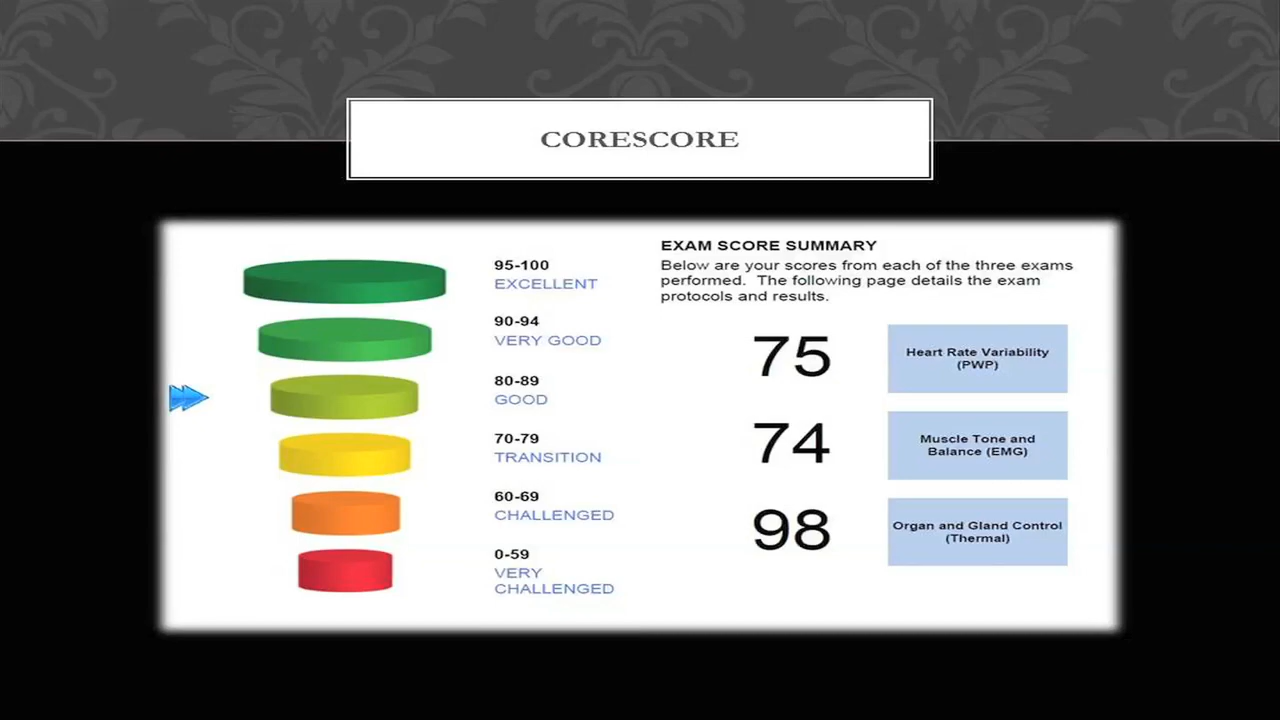 CORESCORE
95-100
EXCELLENT
90-94
VERY GOOD
80-89
GOOD
70-79
TRANSITION
60-69
CHALLENGED
0-59
VERY
CHALLENGED
EXAM SCORE SUMMARY
Below are your scores from each of the three exams
performed.  The following page details the exam
protocols and results.
75
Heart Rate Variability
(PWP)
74
Muscle Tone and
Balance (EMG)
98
Organ and Gland Control
(Thermal)